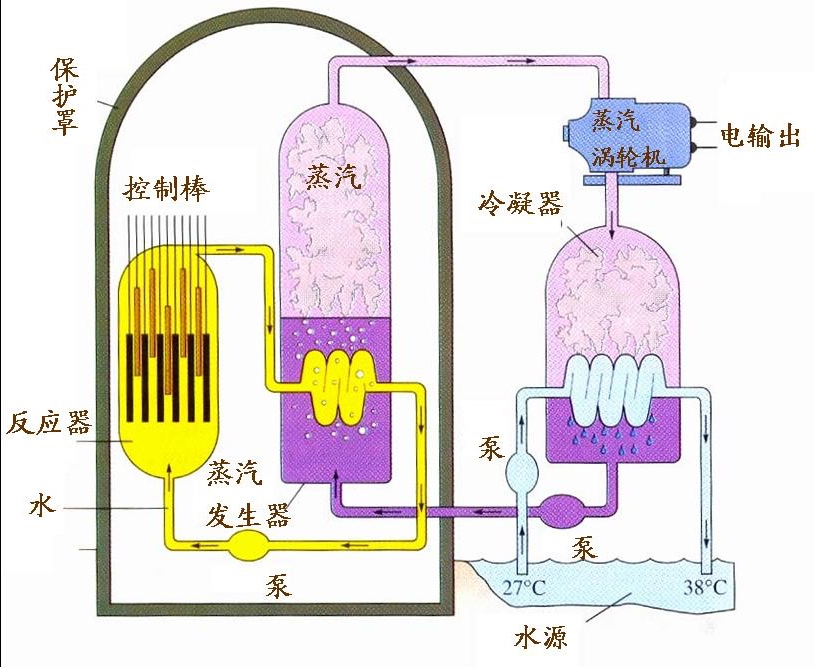 保
护
罩
蒸汽
涡轮机
电输出
蒸汽
控制棒
冷凝器
反应器
泵
蒸汽
水
发生器
泵
泵
27°C
38°C
水源